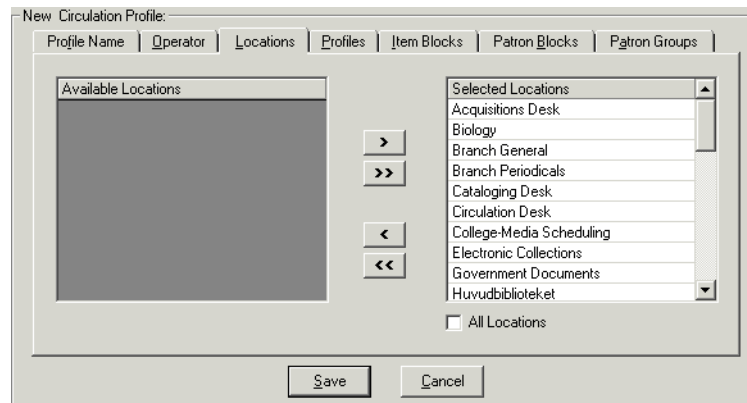 New Circulation Profile:
Profile Name Operator Locations Profiles Item Blocks Patron Blocks Patron Groups
Available Locations
>
>>
<
<<
Selected Locations
Acquisitions Desk
Biology
Branch General
Branch Periodicals
Cataloging Desk
Circulation Desk
College-Media Scheduling
Electronic Collections
Government Documents
Huvudbiblioteket
All Locations
Save Cancel